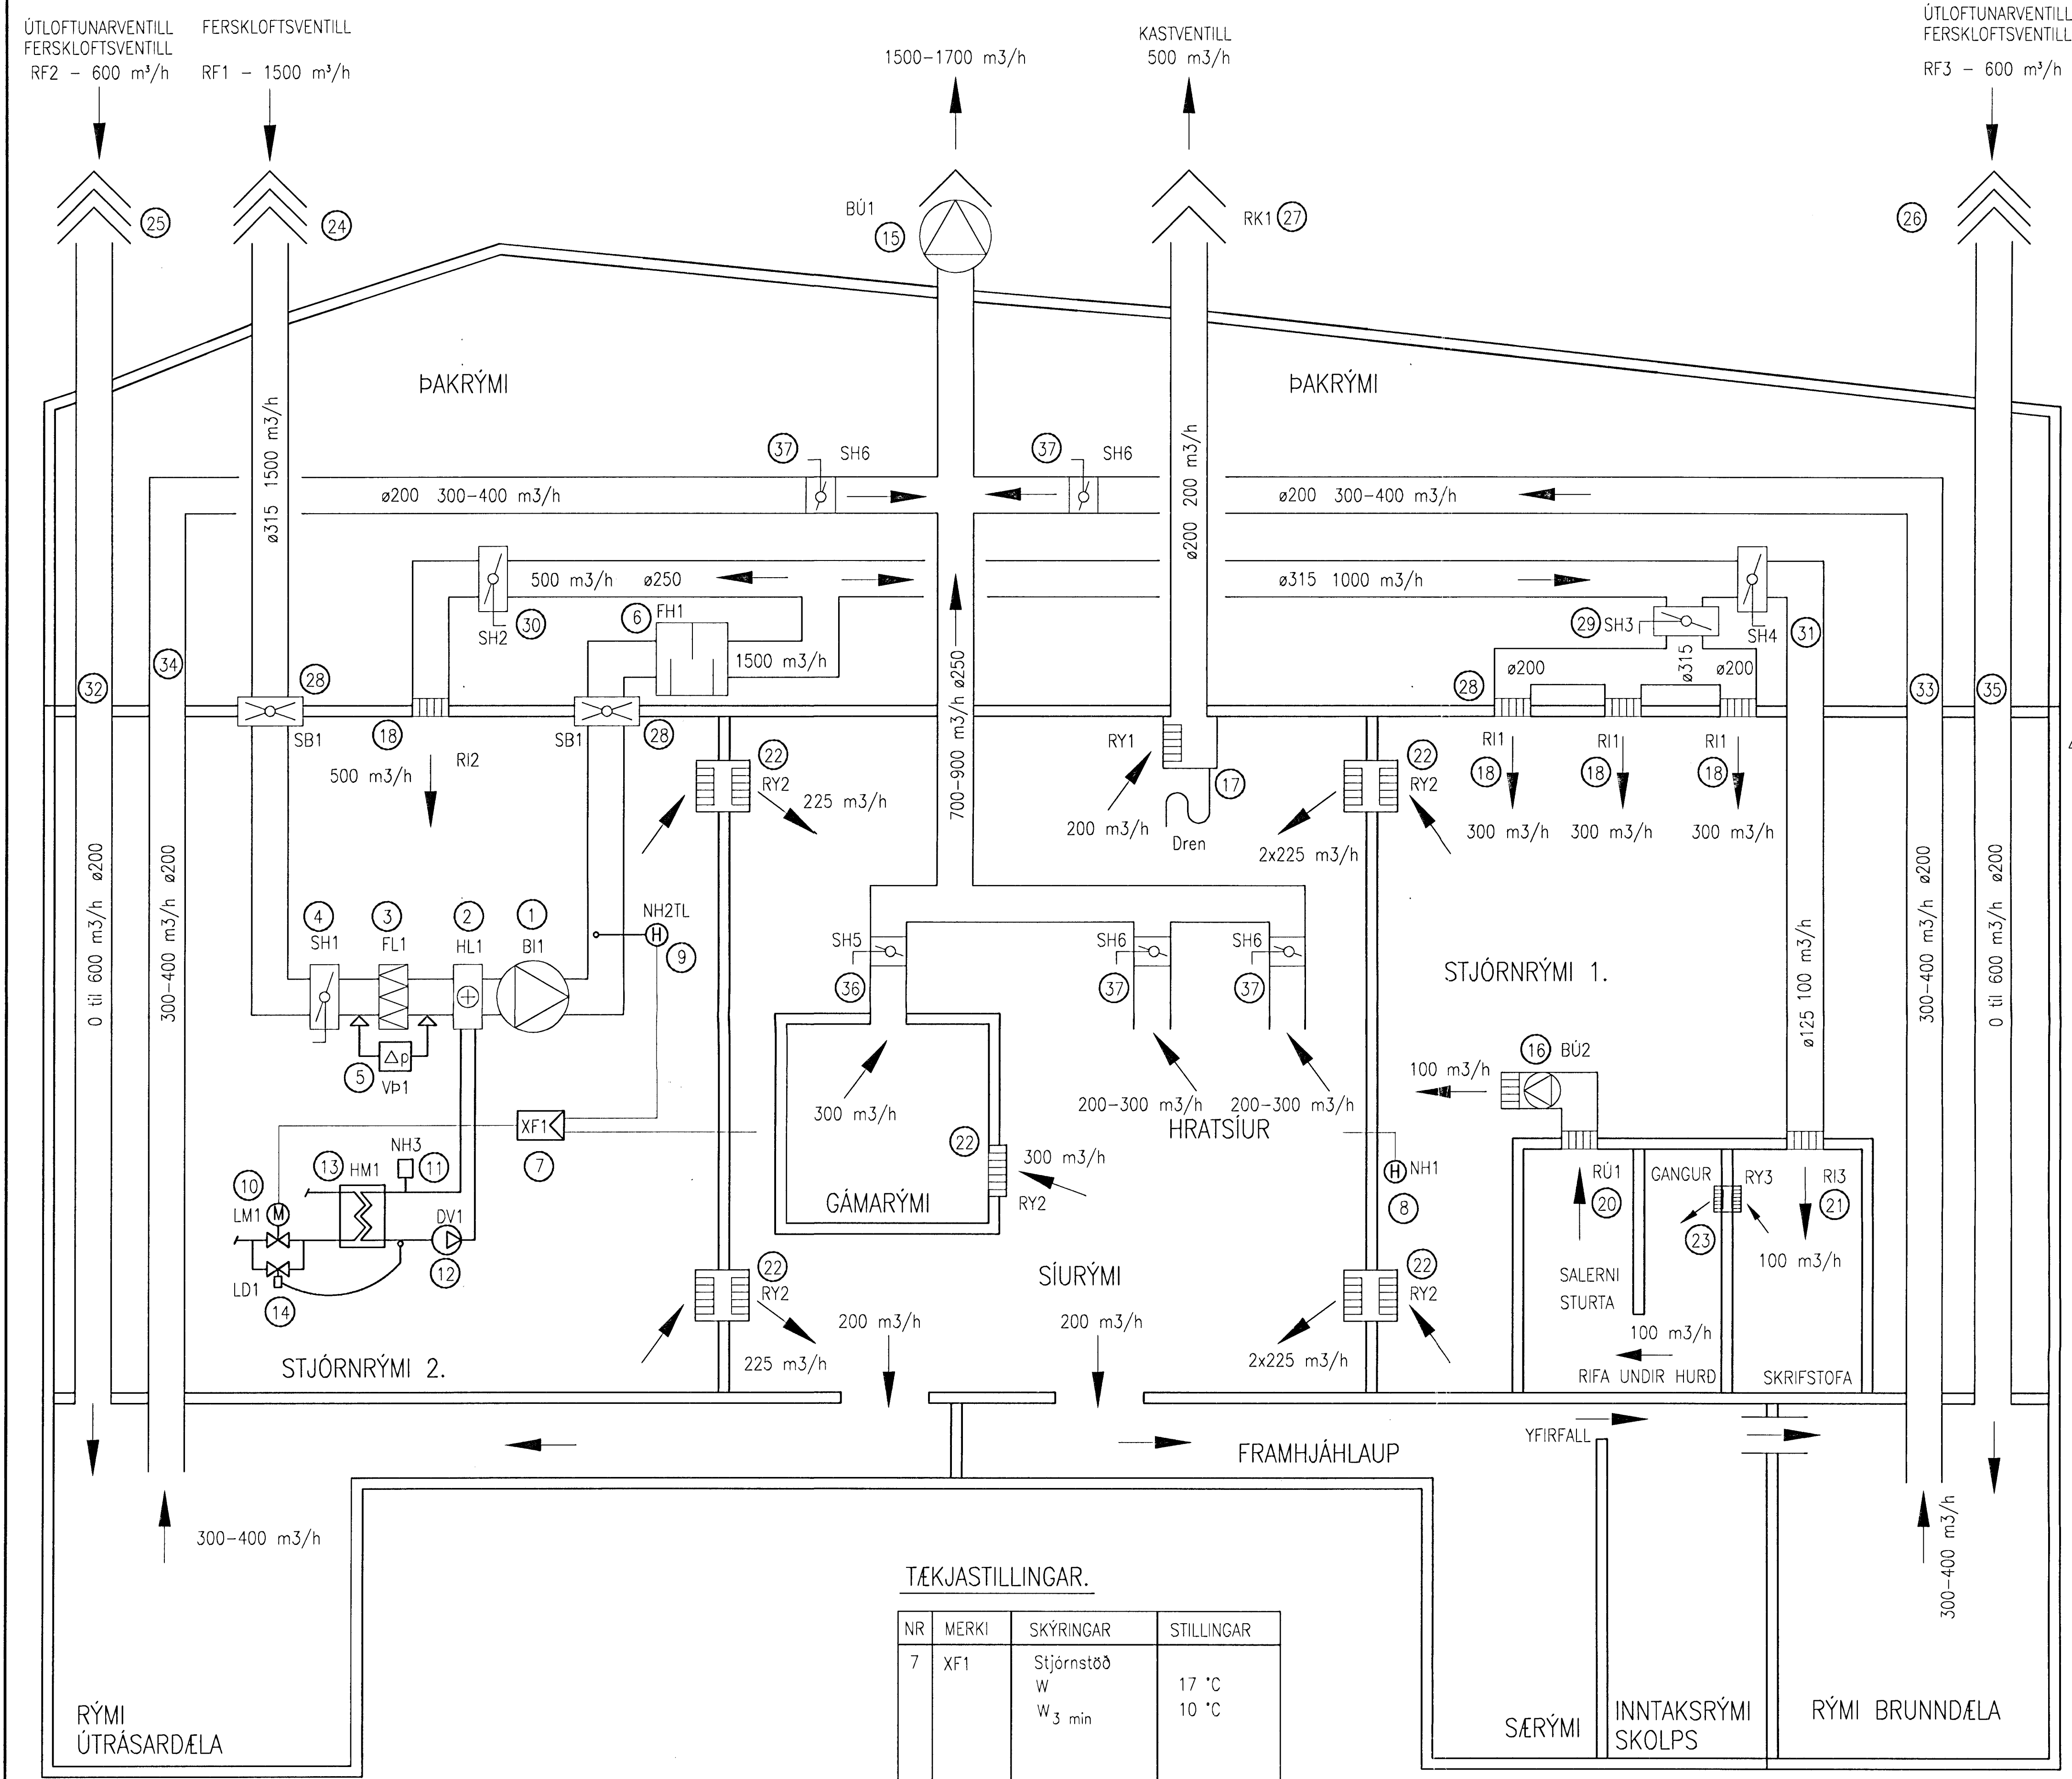 ÚTLOFTUNARVENTILL
FERSKLOFTSVENTILL
RF2 – 600 m³/h
FERSKLOFTSVENTILL
RF1 – 1500 m³/h
1500–1700 m3/h
KASTVENTILL
500 m3/h
ÚTLOFTUNARVENTILL
FERSKLOFTSVENTILL
RF3 – 600 m³/h
25
24
BÚ1
15
RK1 27
26
ÞAKRÝMI
ÞAKRÝMI
ø315 1500 m3/h
37
SH6
37
SH6
ø200 200 m3/h
ø200 300–400 m3/h
ø200 300–400 m3/h
500 m3/h ø250
ø315 1000 m3/h
SH2
30
6
FH1
1500 m3/h
29
SH3
SH4
31
32
34
28
28
ø200
ø315
ø200
33
35
SB1
18
RI2
500 m3/h
SB1
28
700–900 m3/h ø250
22
RY2
225 m3/h
RY1
17
200 m3/h
Dren
22
RY2
2x225 m3/h
RI1
RI1
RI1
18
18
18
300 m3/h
300 m3/h
300 m3/h
0 til 600 m3/h ø200
300–400 m3/h ø200
4
SH1
3
FL1
2
HL1
1
BI1
NH2TL
H
9
SH5
36
SH6
37
SH6
37
STJÓRNRÝMI 1.
ø125 100 m3/h
300–400 m3/h ø200
0 til 600 m3/h ø200
∆p
5
VÞ1
300 m3/h
200–300 m3/h
200–300 m3/h
HRATSÍUR
16
BÚ2
100 m3/h
XF1
7
13
HM1
NH3
11
10
LM1
M
DV1
12
LD1
14
22
300 m3/h
RY2
GÁMARÝMI
H
NH1
8
RÚ1
20
GANGUR
RY3
23
100 m3/h
RI3
21
22
RY2
225 m3/h
SÍURÝMI
22
RY2
2x225 m3/h
SALERNI
STURTA
100 m3/h
RIFA UNDIR HURÐ
SKRIFSTOFA
200 m3/h
200 m3/h
STJÓRNRÝMI 2.
YFIRFALL
FRAMHJÁHLAUP
300–400 m3/h
300–400 m3/h
RÝMI
ÚTRÁSARDÆLA
SÆRÝMI
INNTAKSRÝMI
SKOLPS
RÝMI BRUNNDÆLA
TÆKJASTILLINGAR.
NR MERKI SKÝRINGAR STILLINGAR
7 XF1 Stjórnstöð
W 17 °C
W3 min 10 °C